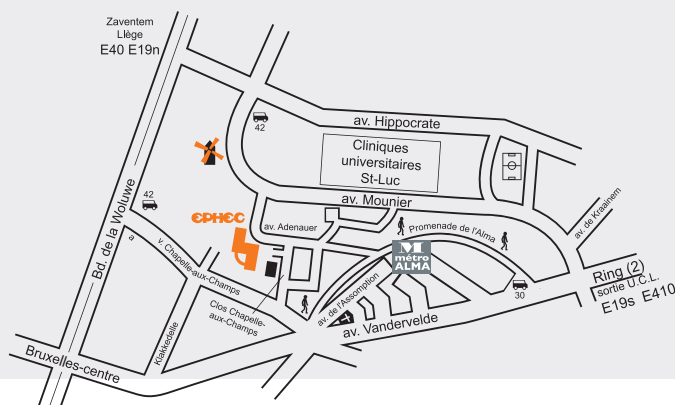 Zaventem
LIège
E40 E19n
42
av. Hippocrate
Cliniques
universitaires
St-Luc
42
av. Mounier
EPHEC
av. Adenauer
Promenade de l'Alma
av. de Kraainem
Bd. de la Woluwe
a
v. Chapelle-aux-Champs
M
métro
ALMA
Ring (2)
sortie U.C.L.
E19s E410
30
av. de l'Assomption
Clos Chapelle-
aux-Champs
av. Vandervelde
Klakkedelle
Bruxelles-centre